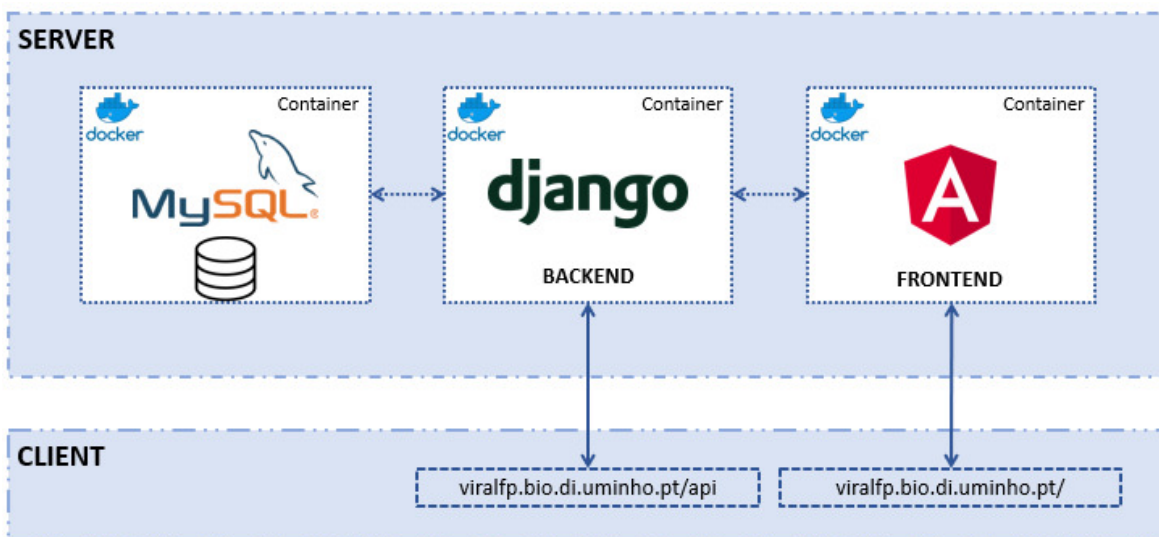 SERVER
docker
Container
MySQL®
docker
Container
django
BACKEND
docker
Container
A
FRONTEND
CLIENT
viralfp.bio.di.uminho.pt/api
viralfp.bio.di.uminho.pt/